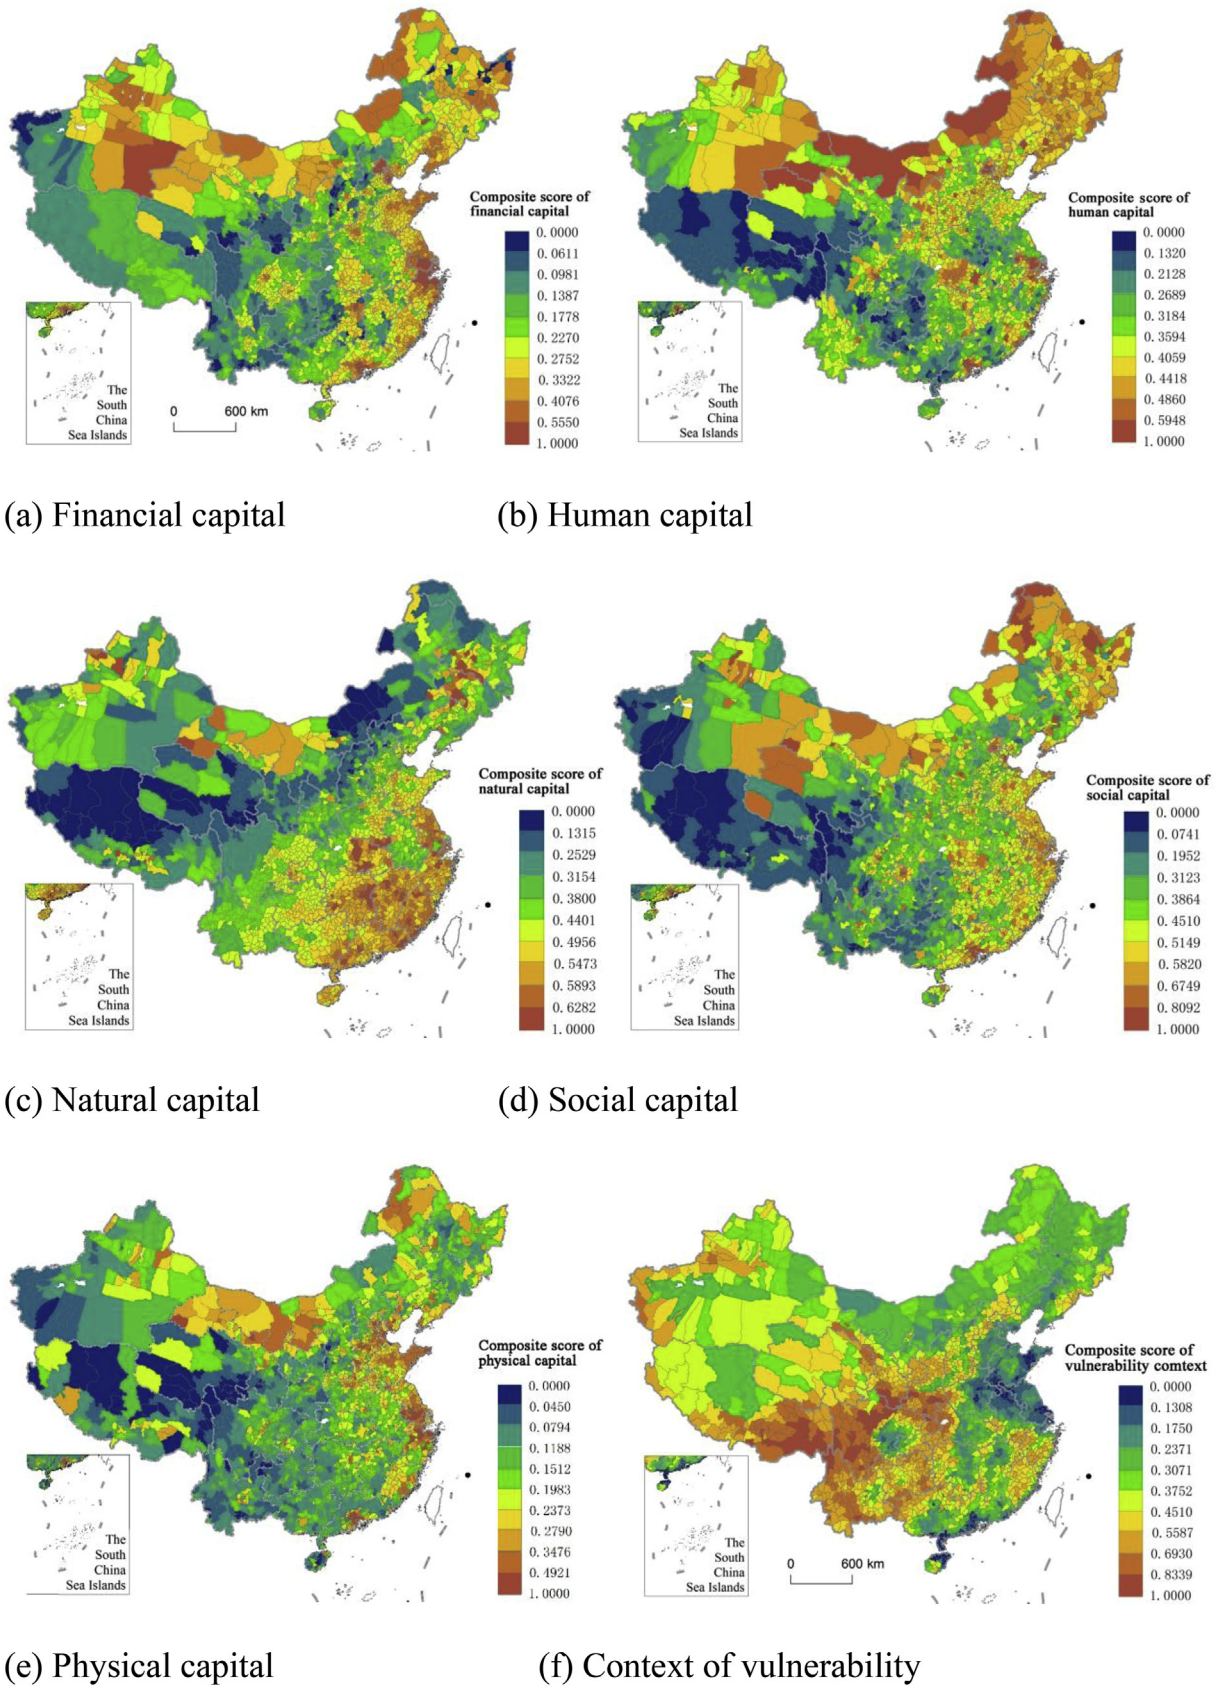 Composite score of
financial capital
0. 0000
0. 0611
0. 0981
0. 1387
0. 1778
0. 2270
0. 2752
0. 3322
0. 4076
0. 5550
1. 0000
The
South
China
Sea Islands
0 600 km
Composite score of
human capital
0. 0000
0. 1320
0. 2128
0. 2689
0. 3184
0. 3594
0. 4059
0. 4418
0. 4860
0. 5948
1. 0000
The
South
China
Sea Islands
(a) Financial capital
(b) Human capital
Composite score of
natural capital
0. 0000
0. 1315
0. 2529
0. 3154
0. 3800
0. 4401
0. 4956
0. 5473
0. 5893
0. 6282
1. 0000
The
South
China
Sea Islands
Composite score of
social capital
0. 0000
0. 0741
0. 1952
0. 3123
0. 3864
0. 4510
0. 5149
0. 5820
0. 6749
0. 8092
1. 0000
The
South
China
Sea Islands
(c) Natural capital
(d) Social capital
Composite score of
physical capital
0. 0000
0. 0450
0. 0794
0. 1188
0. 1512
0. 1983
0. 2373
0. 2790
0. 3476
0. 4921
1. 0000
The
South
China
Sea Islands
Composite score of
vulnerability comtext
0. 0000
0. 1308
0. 1750
0. 2371
0. 3071
0. 3752
0. 4510
0. 5587
0. 6930
0. 8339
1. 0000
The
South
China
Sea Islands
0 600 km
(e) Physical capital
(f) Context of vulnerability